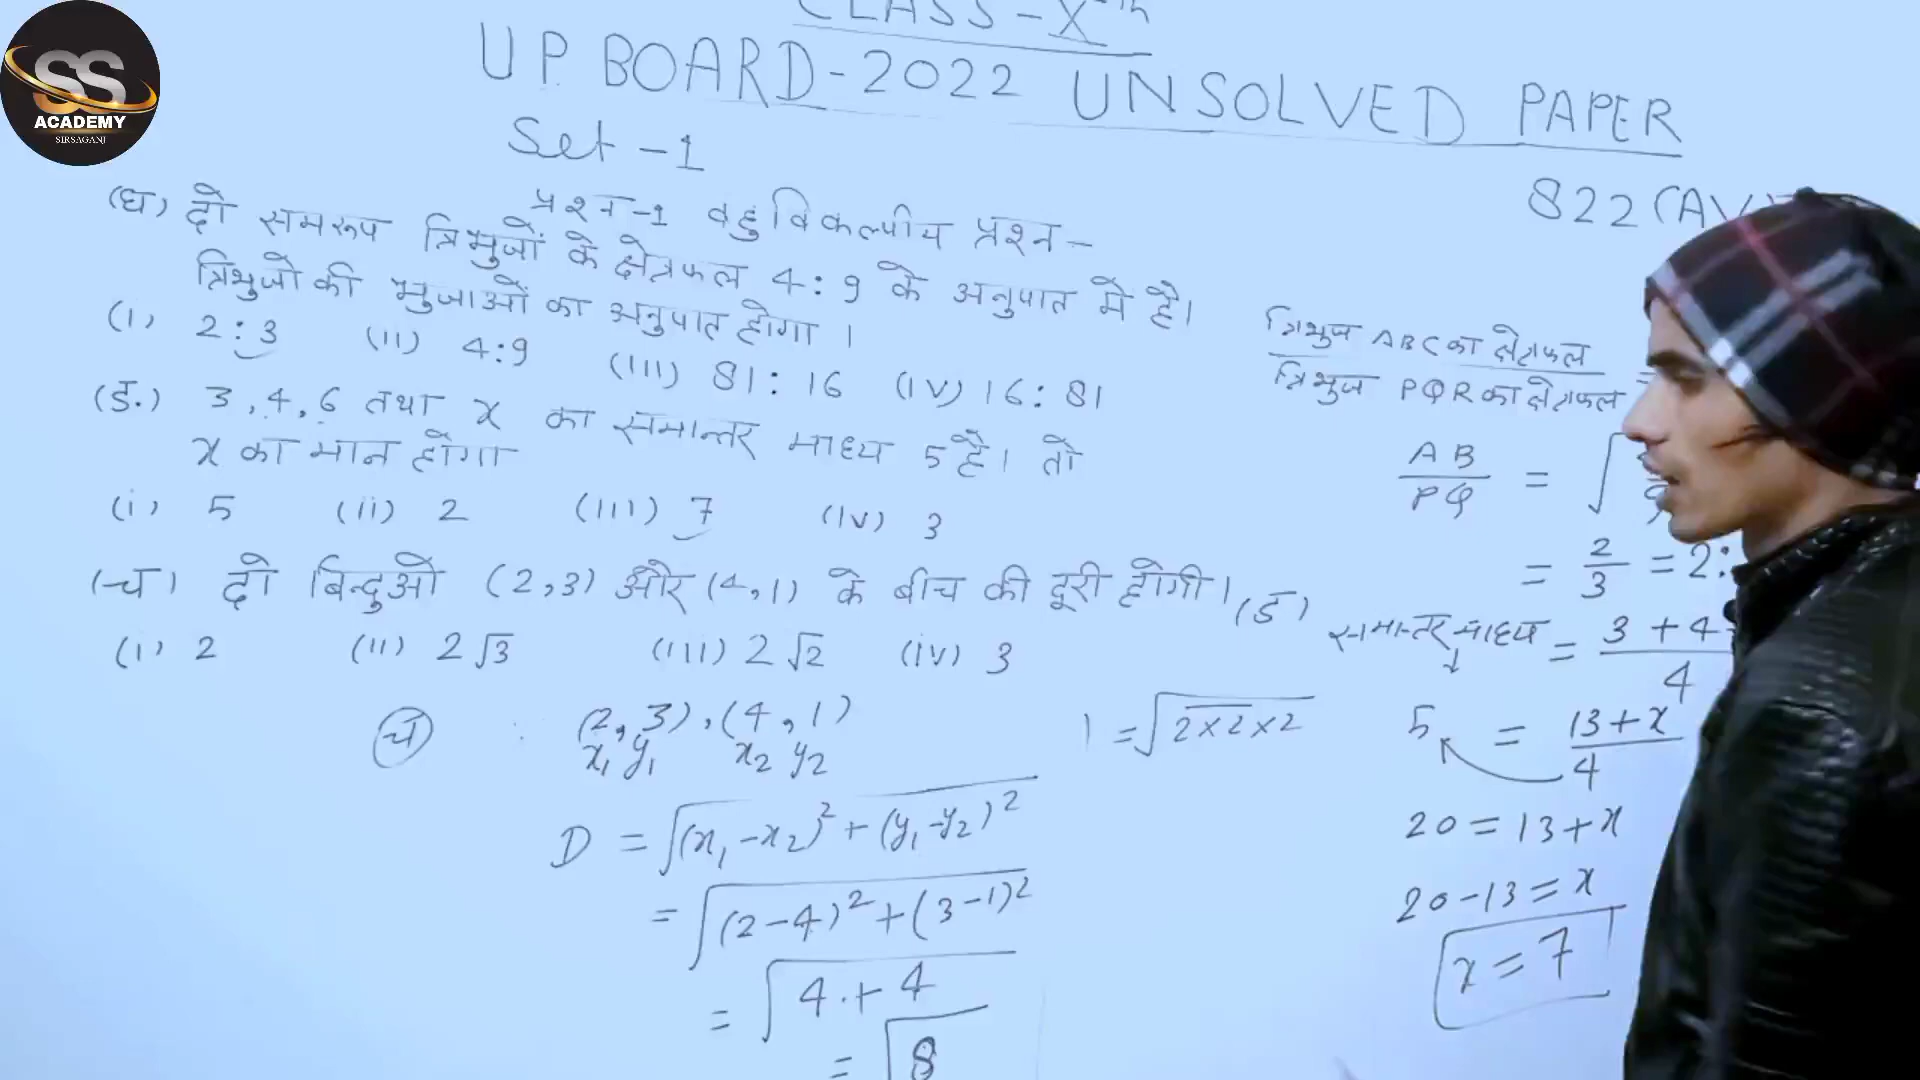 SS
ACADEMY
SIRSAGANJ
CLASS - Xth
UP BOARD-2022 UNSOLVED PAPER
Set -1
822 (AV
प्रश्न-1 बहुविकल्पीय प्रश्न-
(घ) दो समरूप त्रिभुजों के क्षेत्रफल 4:9 के अनुपात में है।
त्रिभुजो की भुजाओं का अनुपात होगा ।
(i) 2:3 (ii) 4:9 (iii) 81:16 (iv) 16:81
(ड.) 3,4,6 तथा x का समान्तर माध्य 5 है। तो
x का मान होगा
(i) 5 (ii) 2 (iii) 7 (iv) 3
(च) दो बिन्दुओ (2,3) और (4,1) के बीच की दूरी होगी।
(i) 2 (ii) 2√3 (iii) 2√2 (iv) 3
(च) (2,3),(4,1)
x₁ y₁ x₂ y₂
D = √(x₁-x₂)²+(y₁-y₂)²
= √(2-4)²+(3-1)²
= √4+4
= √8
= √2×2×2
त्रिभुज ABC का क्षेत्रफल
त्रिभुज PQR का क्षेत्रफल =
AB/PQ = √
= 2/3 = 2:
(ड) समान्तर माध्य = 3+4/4
5 = 13+x/4
20 = 13+x
20-13 = x
x = 7